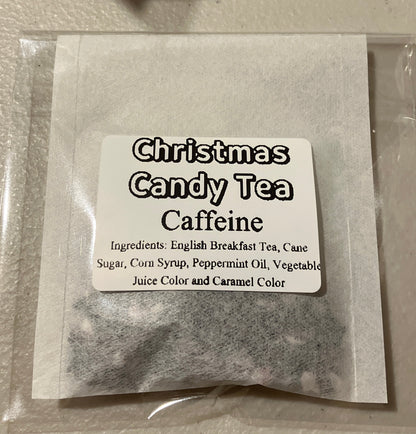 Christmas
Candy Tea
Caffeine
Ingredients: English Breakfast Tea, Cane
Sugar, Corn Syrup, Peppermint Oil, Vegetable
Juice Color and Caramel Color